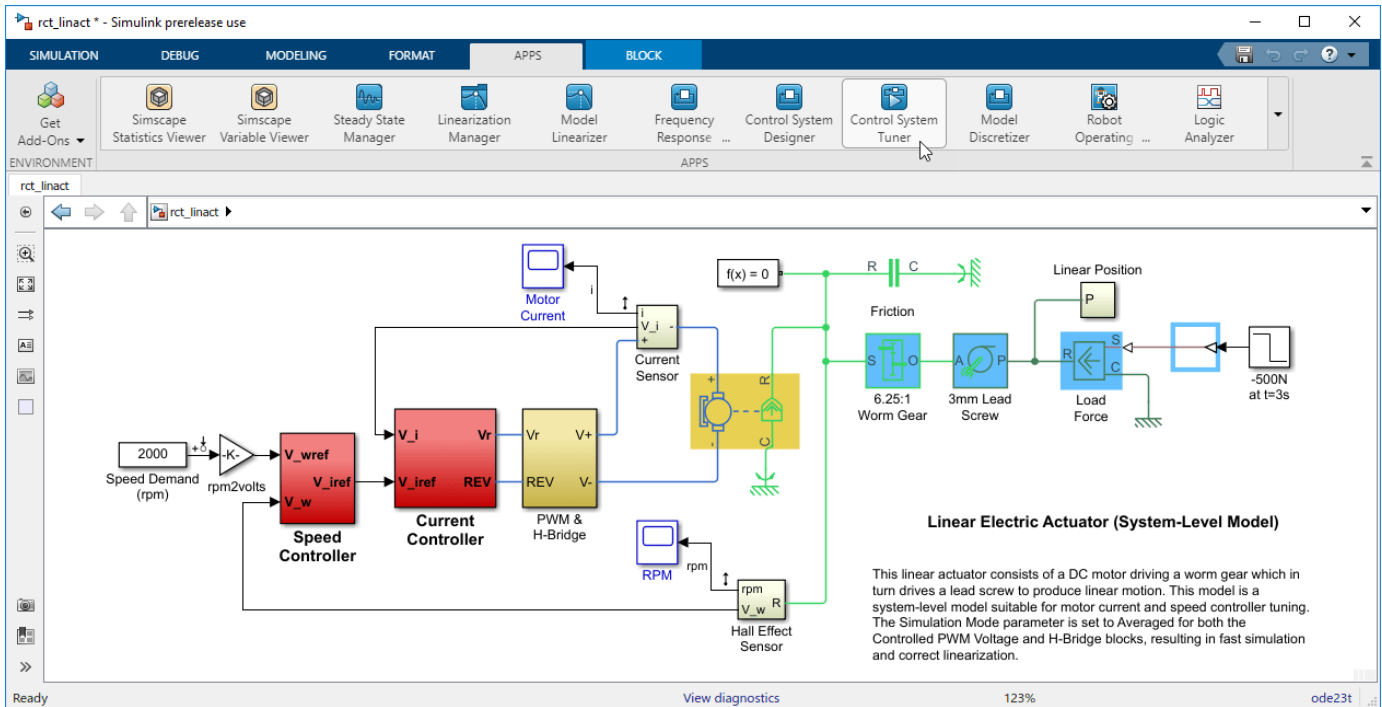 rct_linact * - Simulink prerelease use
SIMULATION DEBUG MODELING FORMAT APPS BLOCK
Get
Add-Ons
Simscape
Statistics Viewer
Simscape
Variable Viewer
Steady State
Manager
Linearization
Manager
Model
Linearizer
Frequency
Response ...
Control System
Designer
Control System
Tuner
Model
Discretizer
Robot
Operating ...
Logic
Analyzer
ENVIRONMENT APPS
rct_linact
rct_linact
Motor
Current
i
i
V_i -
+
Current
Sensor
f(x) = 0
R C
Friction
Linear Position
P
S O
6.25:1
Worm Gear
A P
3mm Lead
Screw
R S
C
Load
Force
-500N
at t=3s
+ R
- C
2000
Speed Demand
(rpm)
-K-
rpm2volts
V_wref
V_iref
V_w
Speed
Controller
V_i Vr
V_iref REV
Current
Controller
Vr V+
REV V-
PWM &
H-Bridge
RPM
rpm
rpm
V_w R
Hall Effect
Sensor
Linear Electric Actuator (System-Level Model)
This linear actuator consists of a DC motor driving a worm gear which in
turn drives a lead screw to produce linear motion. This model is a
system-level model suitable for motor current and speed controller tuning.
The Simulation Mode parameter is set to Averaged for both the
Controlled PWM Voltage and H-Bridge blocks, resulting in fast simulation
and correct linearization.
Ready View diagnostics 123% ode23t